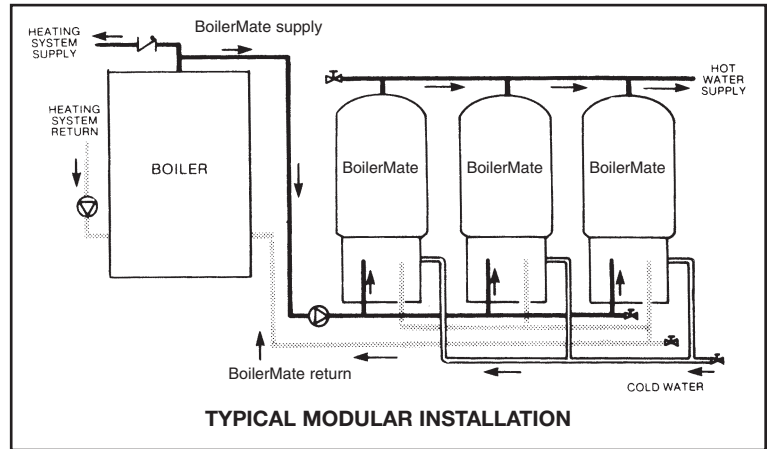 HEATING
SYSTEM
SUPPLY
BoilerMate supply
HOT
WATER
SUPPLY
HEATING
SYSTEM
RETURN
BOILER
BoilerMate
BoilerMate
BoilerMate
BoilerMate return
COLD WATER
TYPICAL MODULAR INSTALLATION